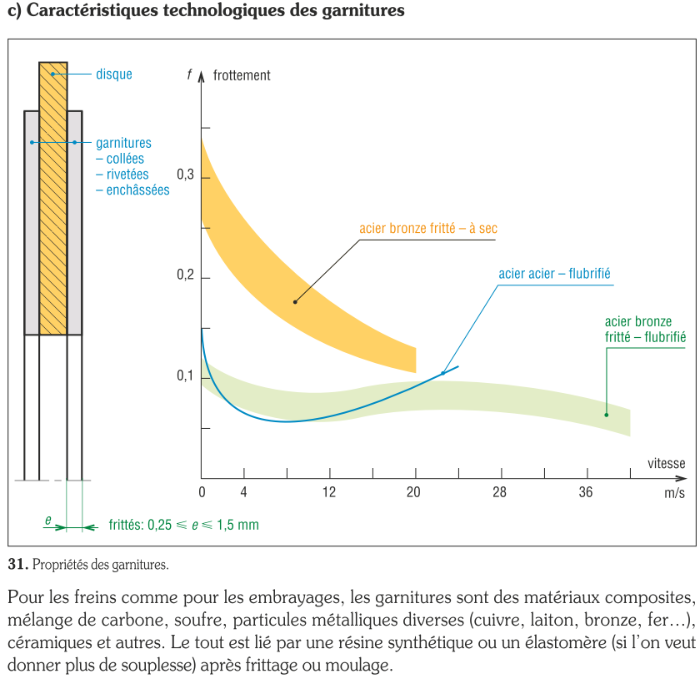 c) Caractéristiques technologiques des garnitures
disque
garnitures
– collées
– rivetées
– enchâssées
f frottement
0,3
0,2
0,1
acier bronze fritté – à sec
acier acier – flubrifié
acier bronze
fritté – flubrifié
vitesse
m/s
0 4 12 20 28 36
e frittés: 0,25 ⩽ e ⩽ 1,5 mm
31. Propriétés des garnitures.
Pour les freins comme pour les embrayages, les garnitures sont des matériaux composites,
mélange de carbone, soufre, particules métalliques diverses (cuivre, laiton, bronze, fer…),
céramiques et autres. Le tout est lié par une résine synthétique ou un élastomère (si l'on veut
donner plus de souplesse) après frittage ou moulage.